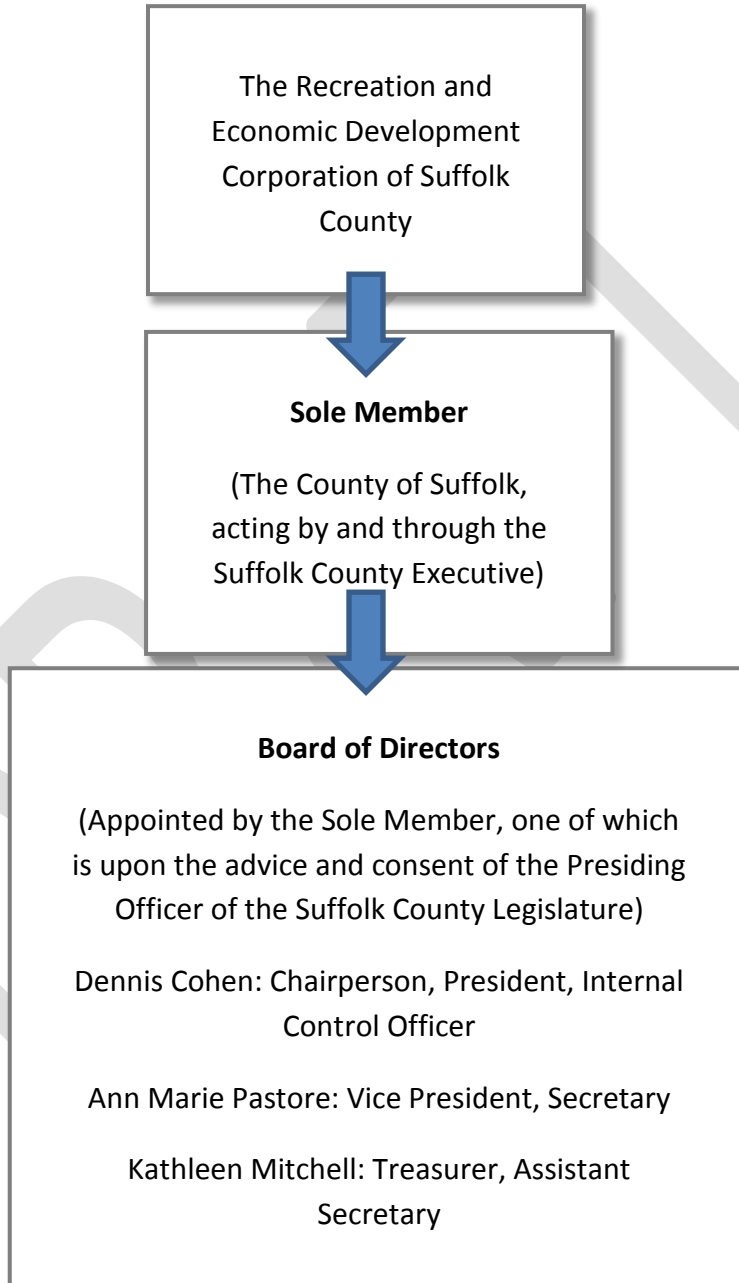 The Recreation and
Economic Development
Corporation of Suffolk
County
Sole Member
(The County of Suffolk,
acting by and through the
Suffolk County Executive)
Board of Directors
(Appointed by the Sole Member, one of which
is upon the advice and consent of the Presiding
Officer of the Suffolk County Legislature)
Dennis Cohen: Chairperson, President, Internal
Control Officer
Ann Marie Pastore: Vice President, Secretary
Kathleen Mitchell: Treasurer, Assistant
Secretary